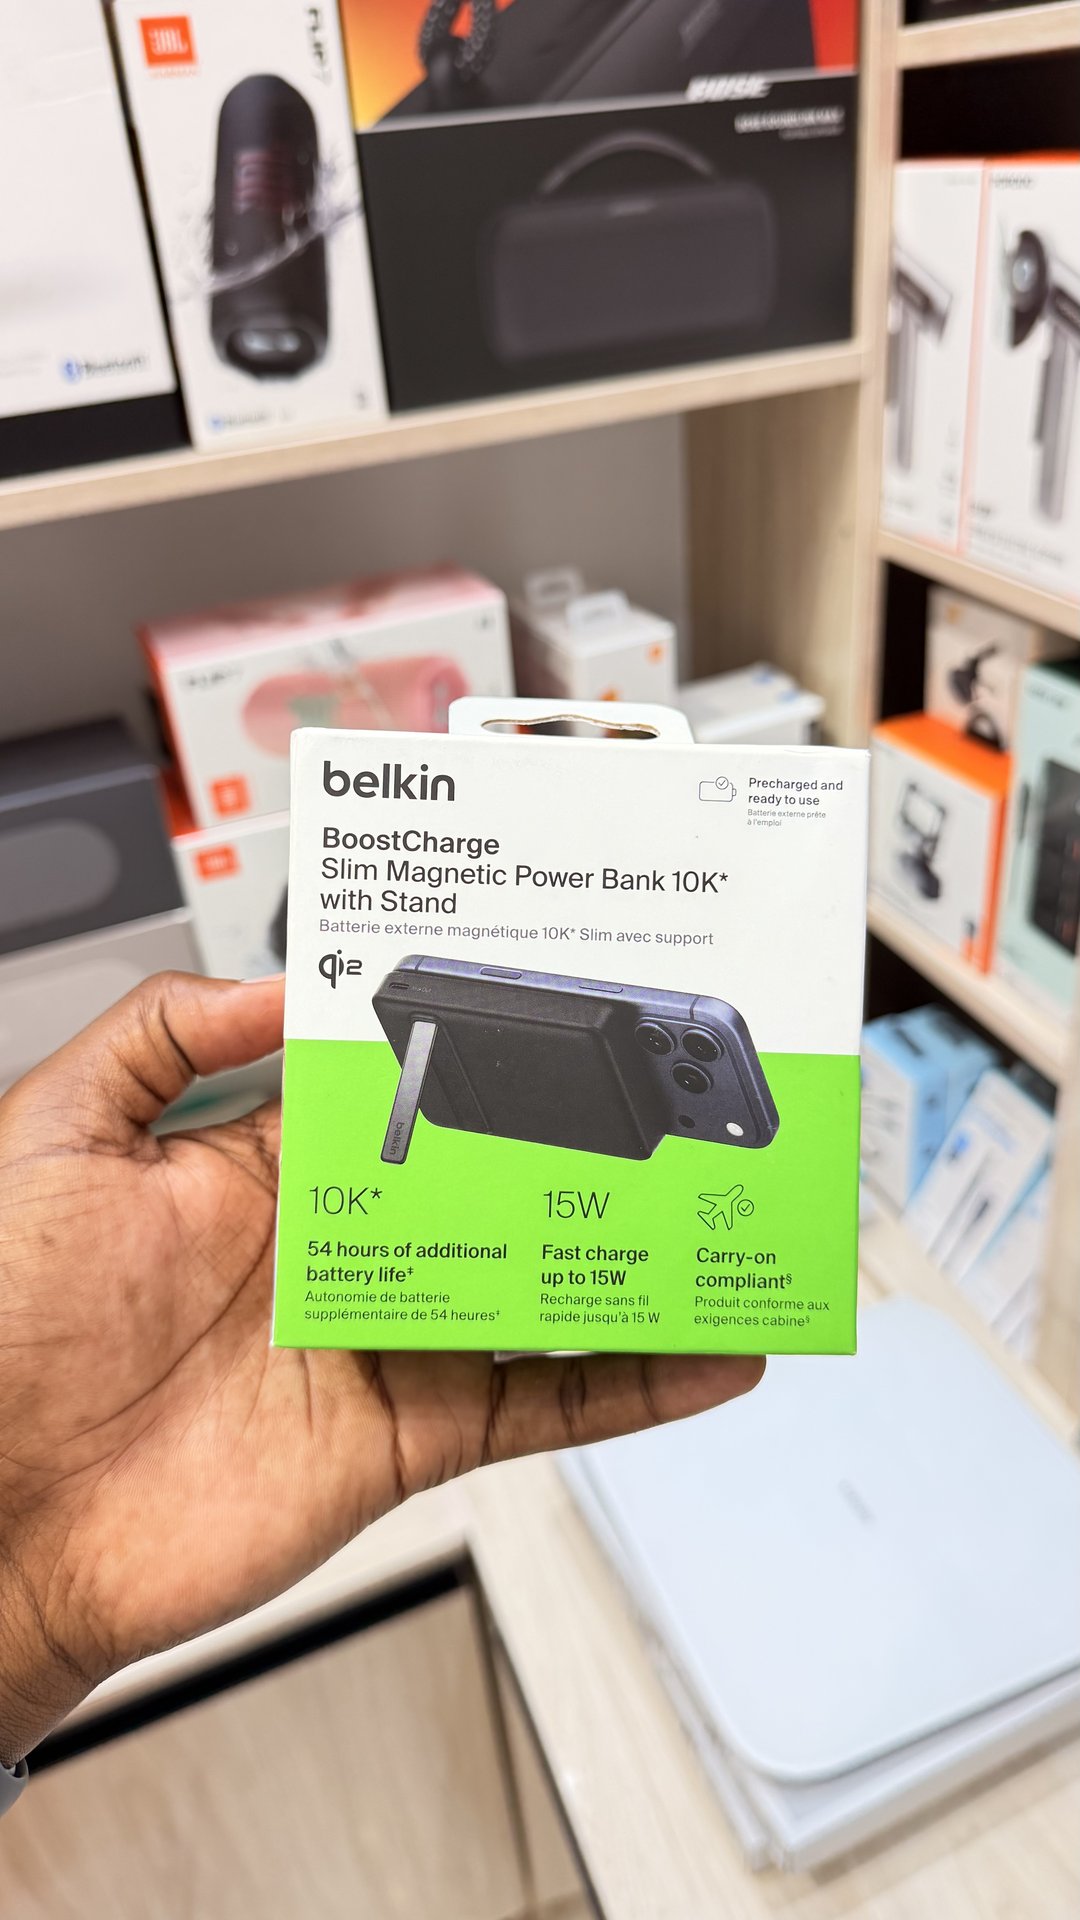 JBL
FLIP7
BOSE
Bluetooth
Bluetooth
belkin
Precharged and
ready to use
Batterie externe prête
à l'emploi
BoostCharge
Slim Magnetic Power Bank 10K*
with Stand
Batterie externe magnétique 10K* Slim avec support
qi2
belkin
10K*
54 hours of additional
battery life‡
Autonomie de batterie
supplémentaire de 54 heures‡
15W
Fast charge
up to 15W
Recharge sans fil
rapide jusqu'à 15 W
Carry-on
compliant§
Produit conforme aux
exigences cabine§